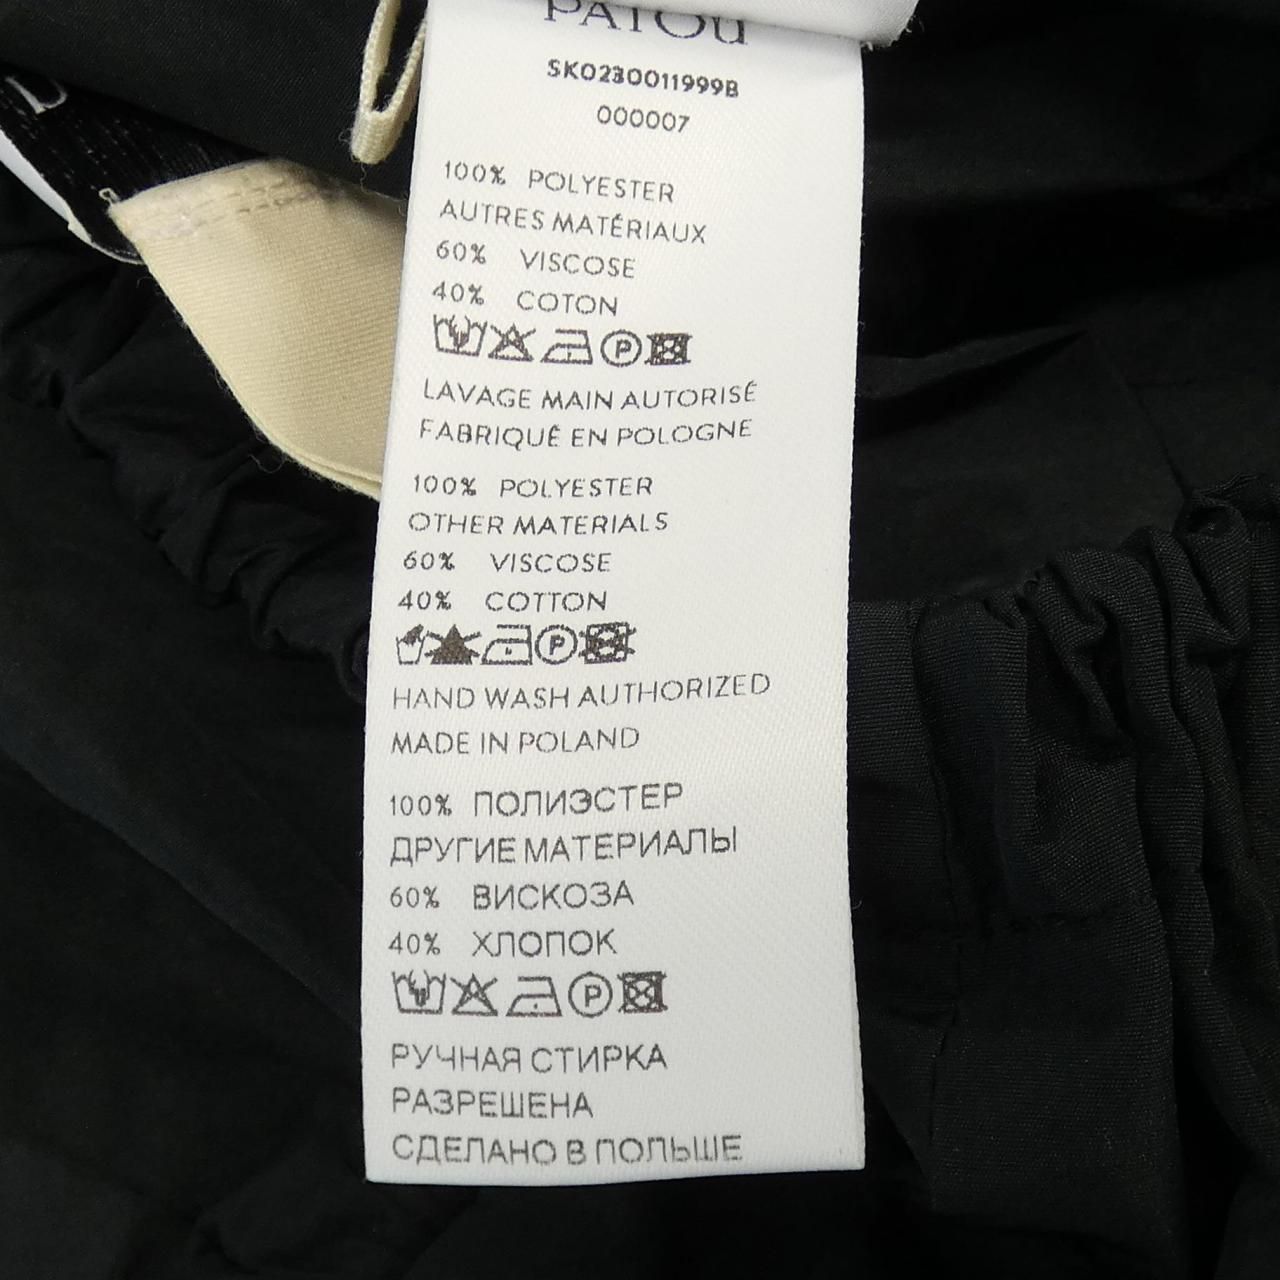 PATOU
SK0230011999B
000007
100% POLYESTER
AUTRES MATÉRIAUX
60% VISCOSE
40% COTON
P
LAVAGE MAIN AUTORISÉ
FABRIQUÉ EN POLOGNE
100% POLYESTER
OTHER MATERIALS
60% VISCOSE
40% COTTON
P
HAND WASH AUTHORIZED
MADE IN POLAND
100% ПОЛИЭСТЕР
ДРУГИЕ МАТЕРИАЛЫ
60% ВИСКОЗА
40% ХЛОПОК
P
РУЧНАЯ СТИРКА
РАЗРЕШЕНА
СДЕЛАНО В ПОЛЬШЕ